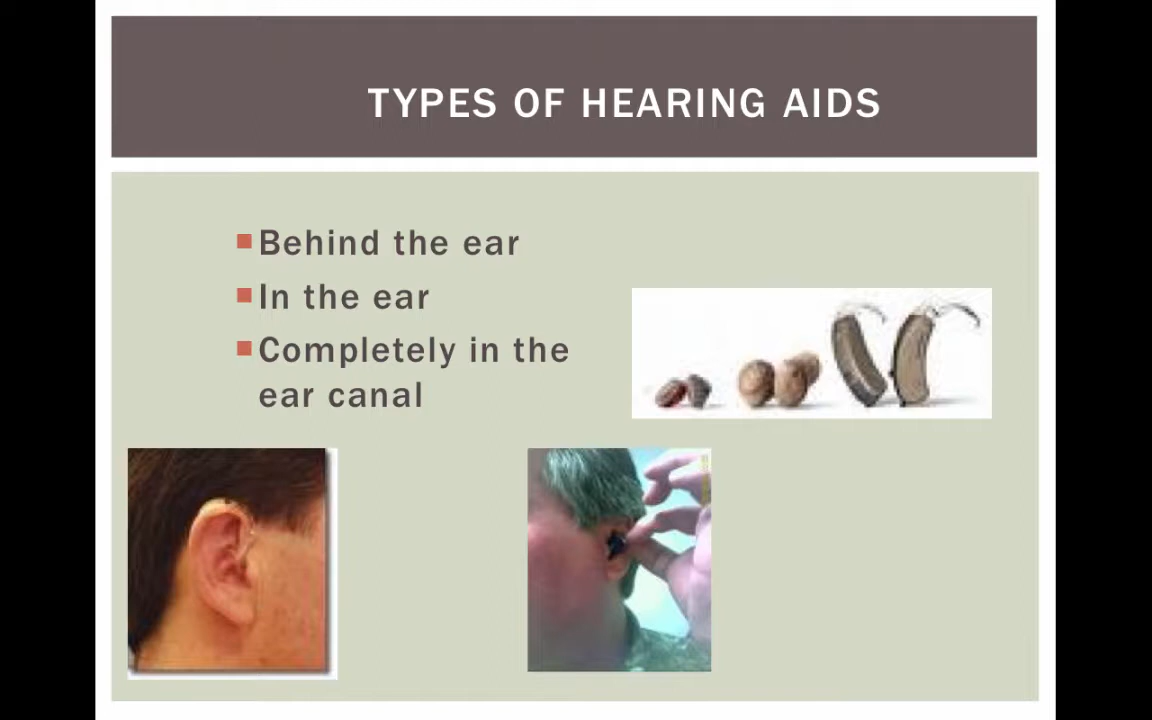 TYPES OF HEARING AIDS
Behind the ear
In the ear
Completely in the
ear canal